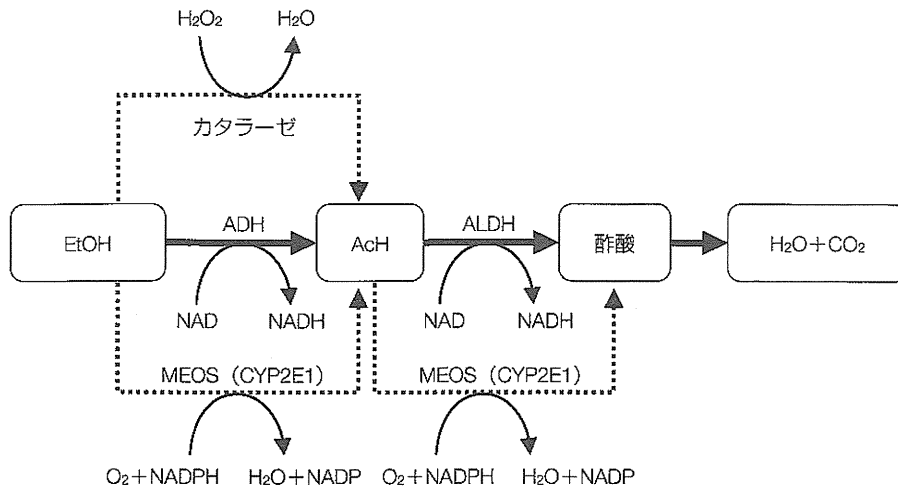 H₂O₂ H₂O
カタラーゼ
ADH ALDH
EtOH AcH 酢酸 H₂O+CO₂
NAD NADH NAD NADH
MEOS（CYP2E1） MEOS（CYP2E1）
O₂+NADPH H₂O+NADP O₂+NADPH H₂O+NADP